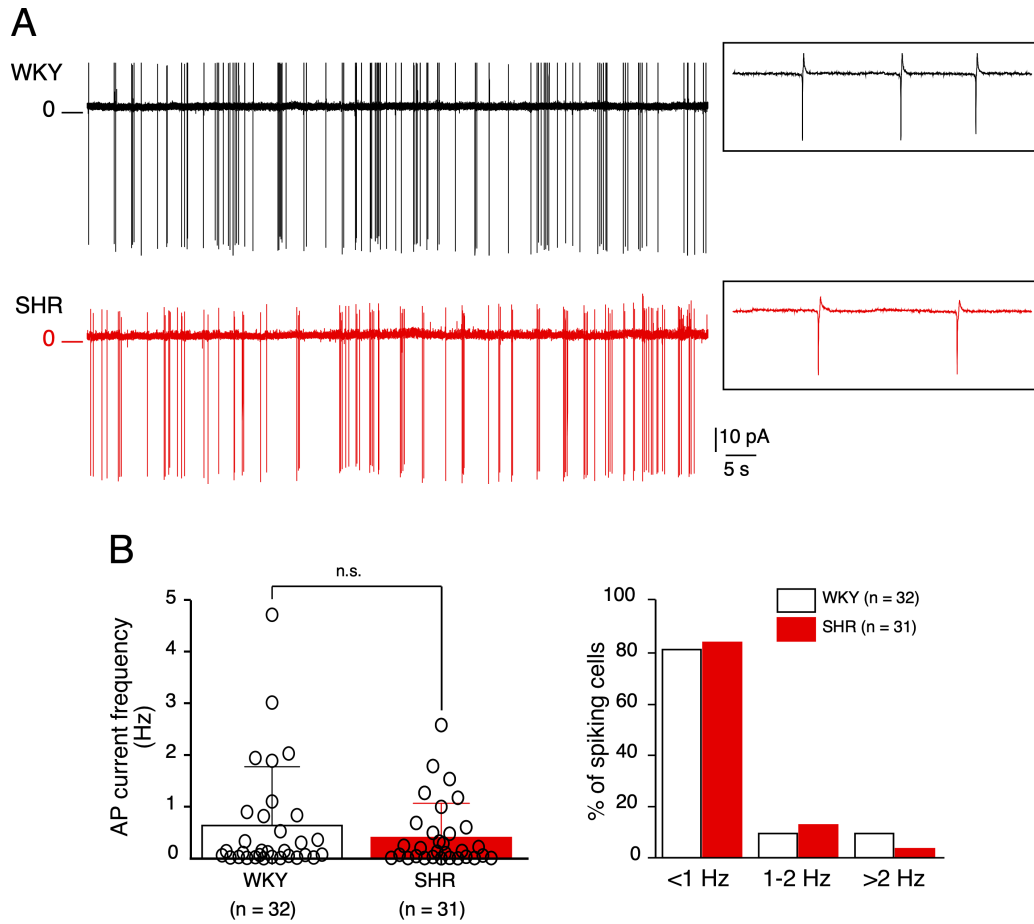 A
WKY
0
SHR
0
10 pA
5 s
B
n.s.
AP current frequency
(Hz)
5
4
3
2
1
0
WKY
(n = 32)
SHR
(n = 31)
% of spiking cells
100
80
60
40
20
0
WKY (n = 32)
SHR (n = 31)
<1 Hz
1-2 Hz
>2 Hz